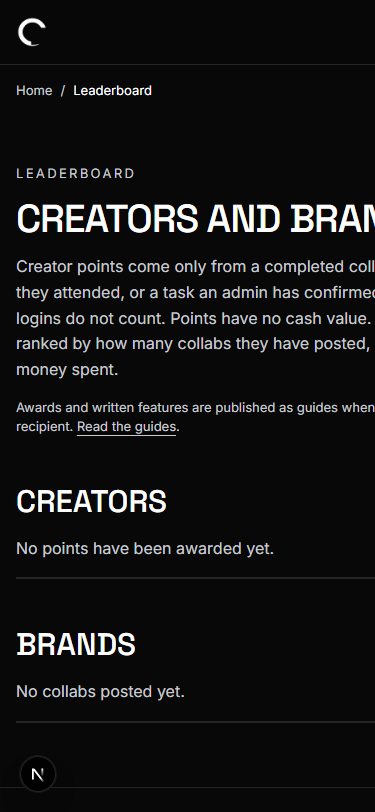 Home / Leaderboard
LEADERBOARD
CREATORS AND BRAN
Creator points come only from a completed coll
they attended, or a task an admin has confirmed
logins do not count. Points have no cash value.
ranked by how many collabs they have posted,
money spent.
Awards and written features are published as guides when
recipient. Read the guides.
CREATORS
No points have been awarded yet.
BRANDS
No collabs posted yet.
N